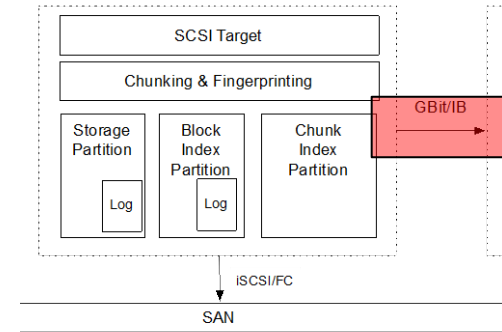 SCSI Target
Chunking & Fingerprinting
GBit/IB
Storage
Partition
Log
Block
Index
Partition
Log
Chunk
Index
Partition
iSCSI/FC
SAN